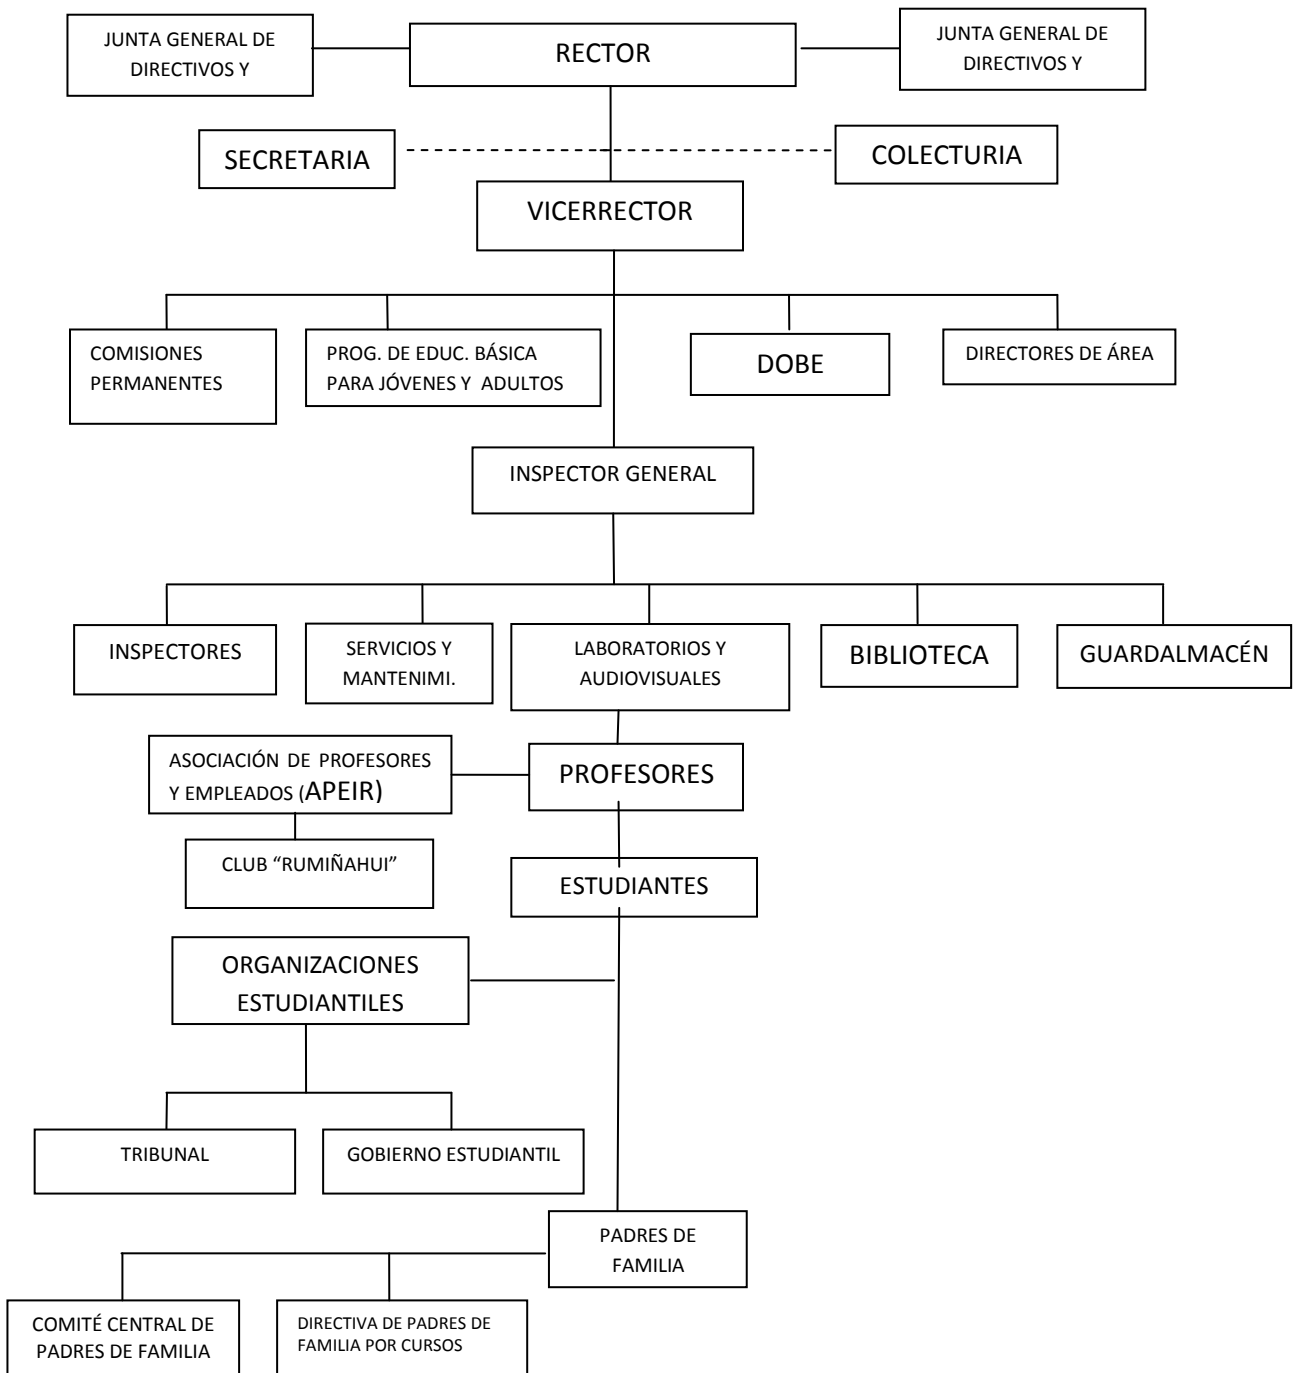 JUNTA GENERAL DE
DIRECTIVOS Y
RECTOR
JUNTA GENERAL DE
DIRECTIVOS Y
SECRETARIA
COLECTURIA
VICERRECTOR
COMISIONES
PERMANENTES
PROG. DE EDUC. BÁSICA
PARA JÓVENES Y ADULTOS
DOBE
DIRECTORES DE ÁREA
INSPECTOR GENERAL
INSPECTORES
SERVICIOS Y
MANTENIMI.
LABORATORIOS Y
AUDIOVISUALES
BIBLIOTECA
GUARDALMACÉN
ASOCIACIÓN DE PROFESORES
Y EMPLEADOS (APEIR)
PROFESORES
CLUB “RUMIÑAHUI”
ESTUDIANTES
ORGANIZACIONES
ESTUDIANTILES
TRIBUNAL
GOBIERNO ESTUDIANTIL
PADRES DE
FAMILIA
COMITÉ CENTRAL DE
PADRES DE FAMILIA
DIRECTIVA DE PADRES DE
FAMILIA POR CURSOS